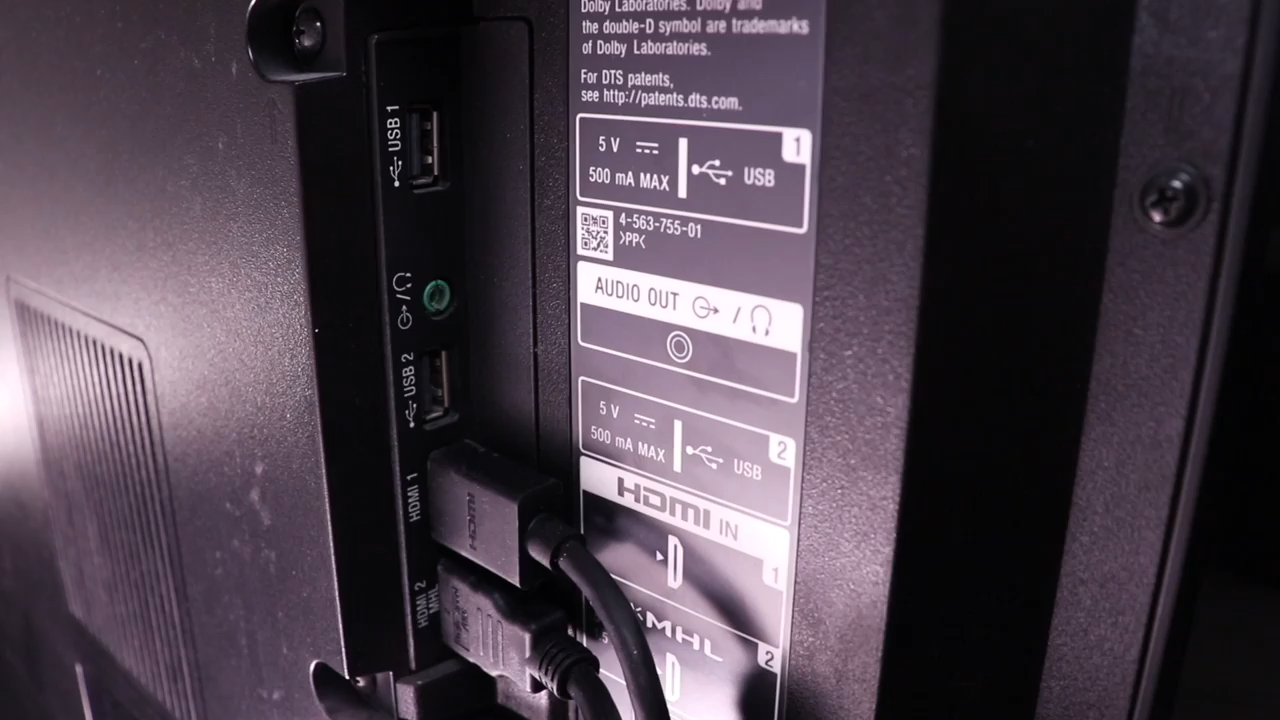 Dolby Laboratories. Dolby and
the double-D symbol are trademarks
of Dolby Laboratories.
For DTS patents,
see http://patents.dts.com.
USB 1
5 V
500 mA MAX
USB
1
4-563-755-01
>PP<
AUDIO OUT
/
/
USB 2
5 V
500 mA MAX
USB
2
HDMI 1
HDMI
HDMI IN
1
HDMI 2
MHL
MHL
2